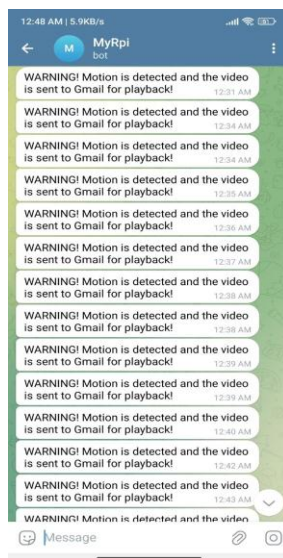 12:48 AM | 5.9KB/s
M
MyRpi
bot
WARNING! Motion is detected and the video
is sent to Gmail for playback!
12:31 AM
WARNING! Motion is detected and the video
is sent to Gmail for playback!
12:34 AM
WARNING! Motion is detected and the video
is sent to Gmail for playback!
12:34 AM
WARNING! Motion is detected and the video
is sent to Gmail for playback!
12:35 AM
WARNING! Motion is detected and the video
is sent to Gmail for playback!
12:36 AM
WARNING! Motion is detected and the video
is sent to Gmail for playback!
12:37 AM
WARNING! Motion is detected and the video
is sent to Gmail for playback!
12:38 AM
WARNING! Motion is detected and the video
is sent to Gmail for playback!
12:38 AM
WARNING! Motion is detected and the video
is sent to Gmail for playback!
12:39 AM
WARNING! Motion is detected and the video
is sent to Gmail for playback!
12:39 AM
WARNING! Motion is detected and the video
is sent to Gmail for playback!
12:40 AM
WARNING! Motion is detected and the video
is sent to Gmail for playback!
12:42 AM
WARNING! Motion is detected and the video
is sent to Gmail for playback!
12:43 AM
WARNING! Motion is detected and the video
Message